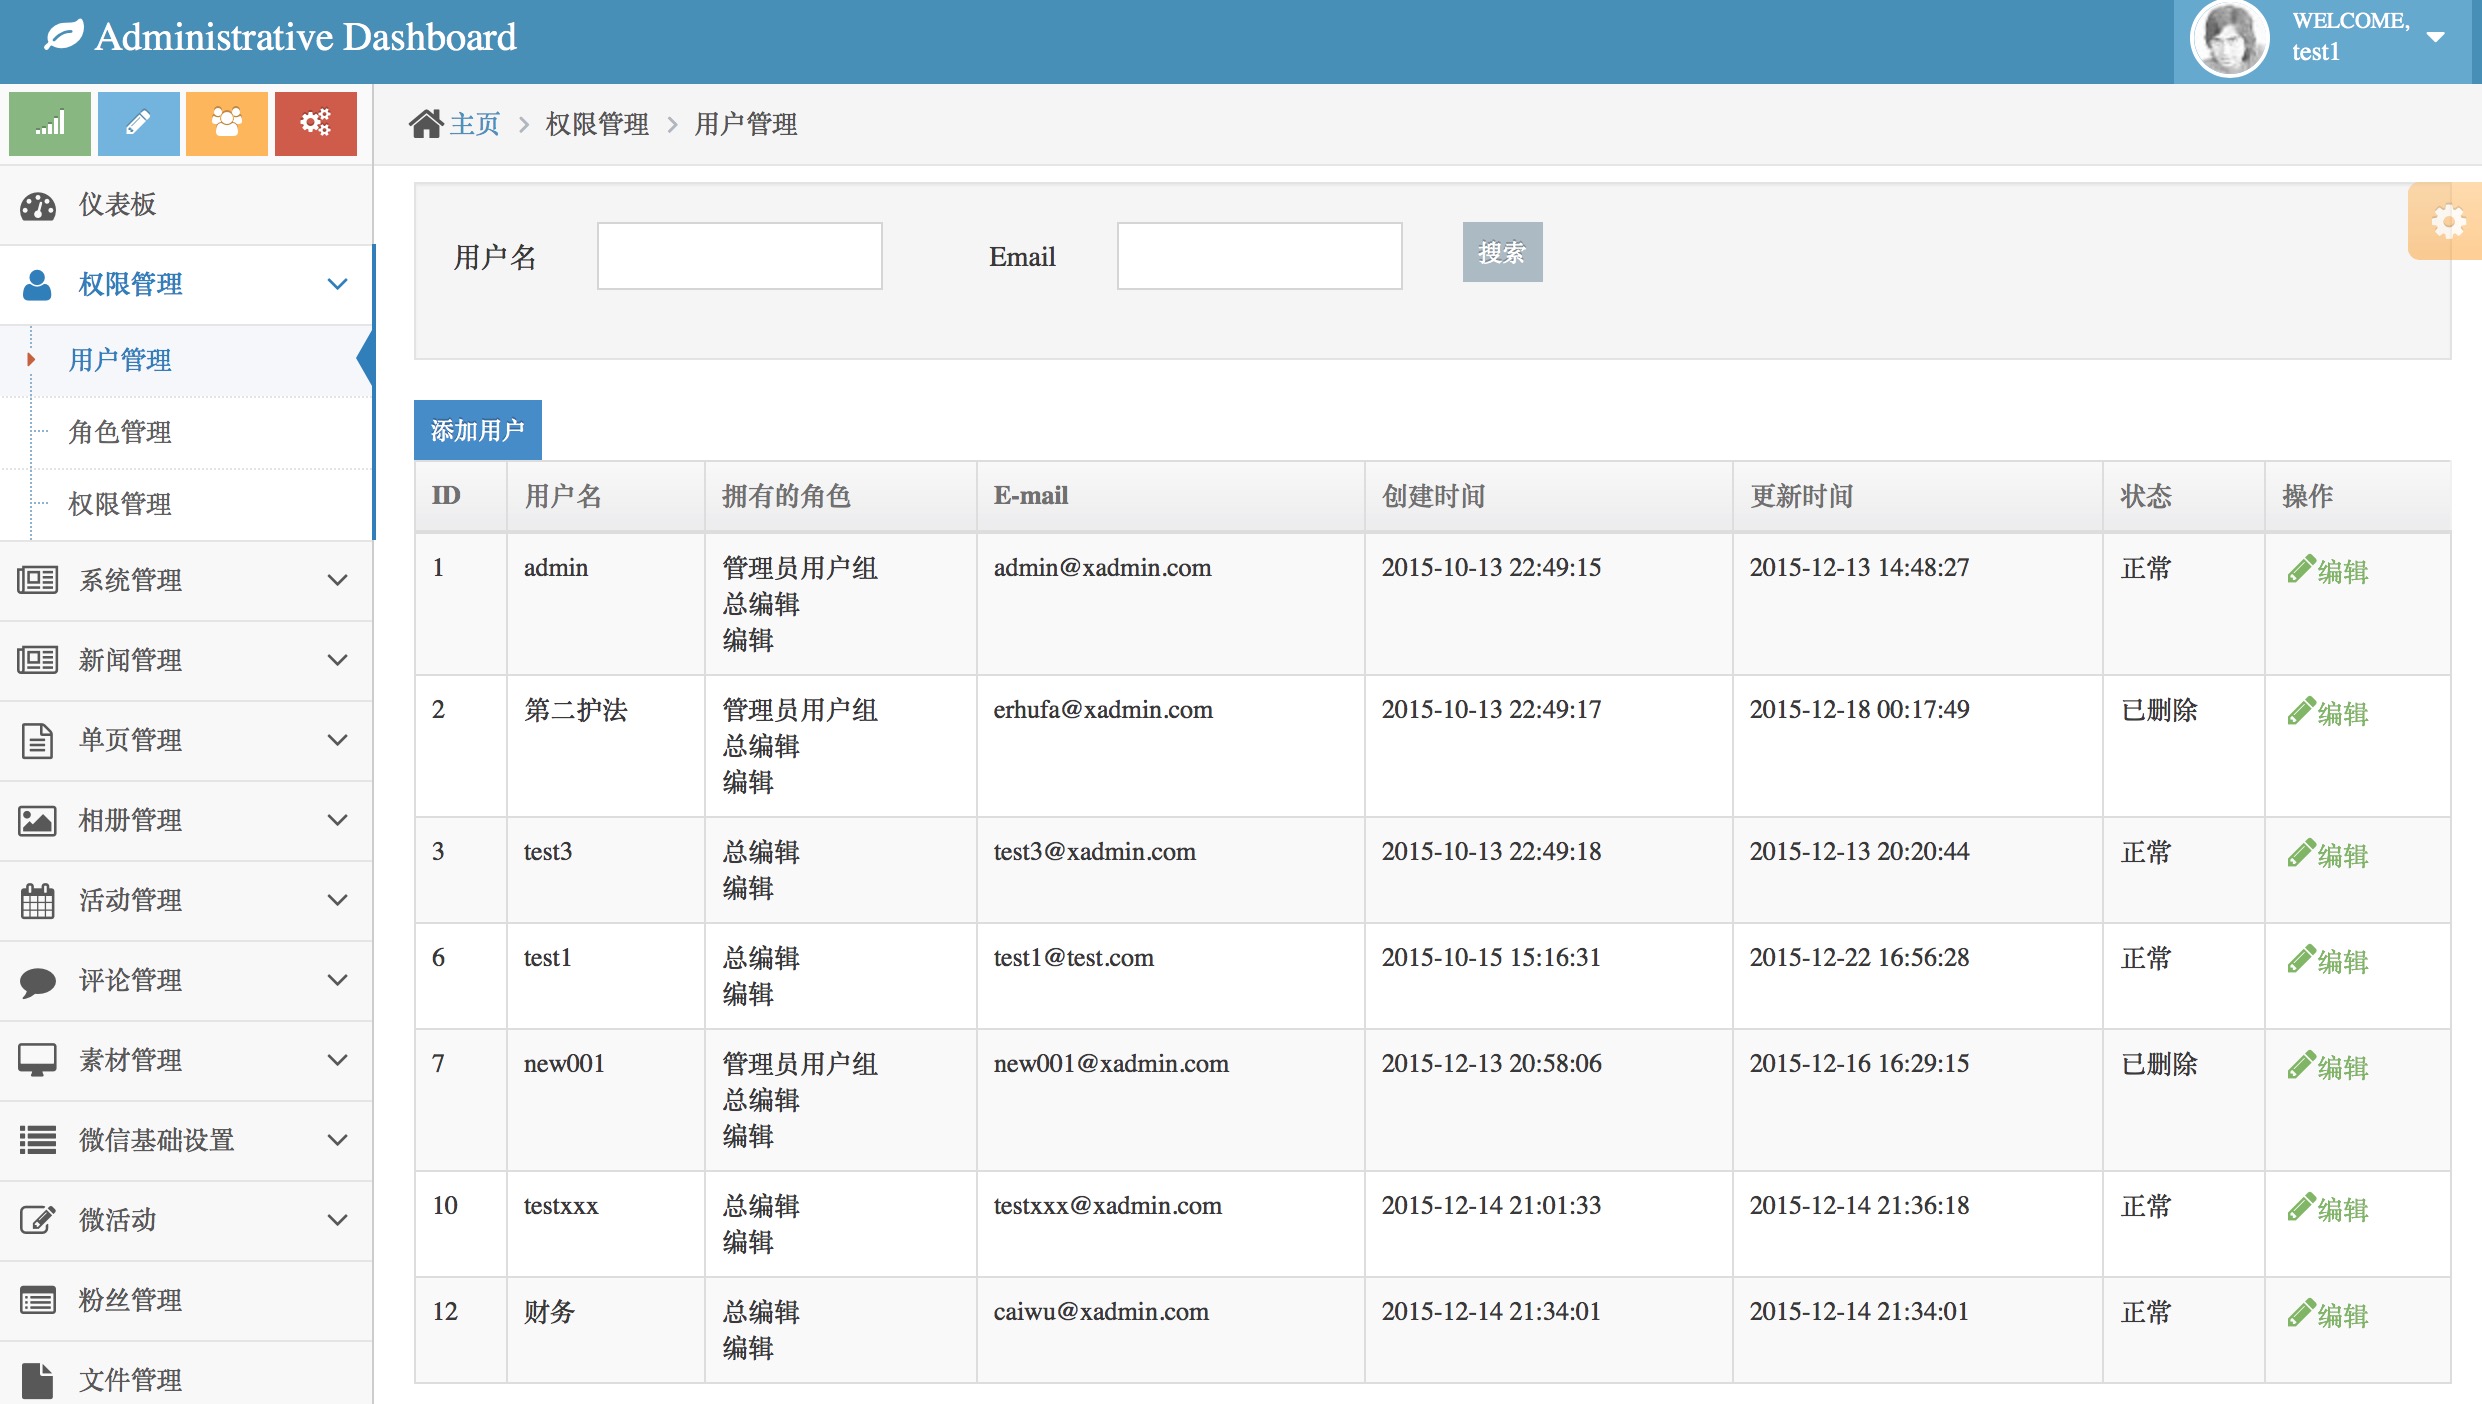 Administrative Dashboard
WELCOME,
test1
主页 权限管理 用户管理
仪表板
权限管理
用户管理
角色管理
权限管理
系统管理
新闻管理
单页管理
相册管理
活动管理
评论管理
素材管理
微信基础设置
微活动
粉丝管理
文件管理
用户名 Email 搜索
添加用户
ID 用户名 拥有的角色 E-mail 创建时间 更新时间 状态 操作
1 admin 管理员用户组 admin@xadmin.com 2015-10-13 22:49:15 2015-12-13 14:48:27 正常 编辑
总编辑
编辑
2 第二护法 管理员用户组 erhufa@xadmin.com 2015-10-13 22:49:17 2015-12-18 00:17:49 已删除 编辑
总编辑
编辑
3 test3 总编辑 test3@xadmin.com 2015-10-13 22:49:18 2015-12-13 20:20:44 正常 编辑
编辑
6 test1 总编辑 test1@test.com 2015-10-15 15:16:31 2015-12-22 16:56:28 正常 编辑
编辑
7 new001 管理员用户组 new001@xadmin.com 2015-12-13 20:58:06 2015-12-16 16:29:15 已删除 编辑
总编辑
编辑
10 testxxx 总编辑 testxxx@xadmin.com 2015-12-14 21:01:33 2015-12-14 21:36:18 正常 编辑
编辑
12 财务 总编辑 caiwu@xadmin.com 2015-12-14 21:34:01 2015-12-14 21:34:01 正常 编辑
编辑